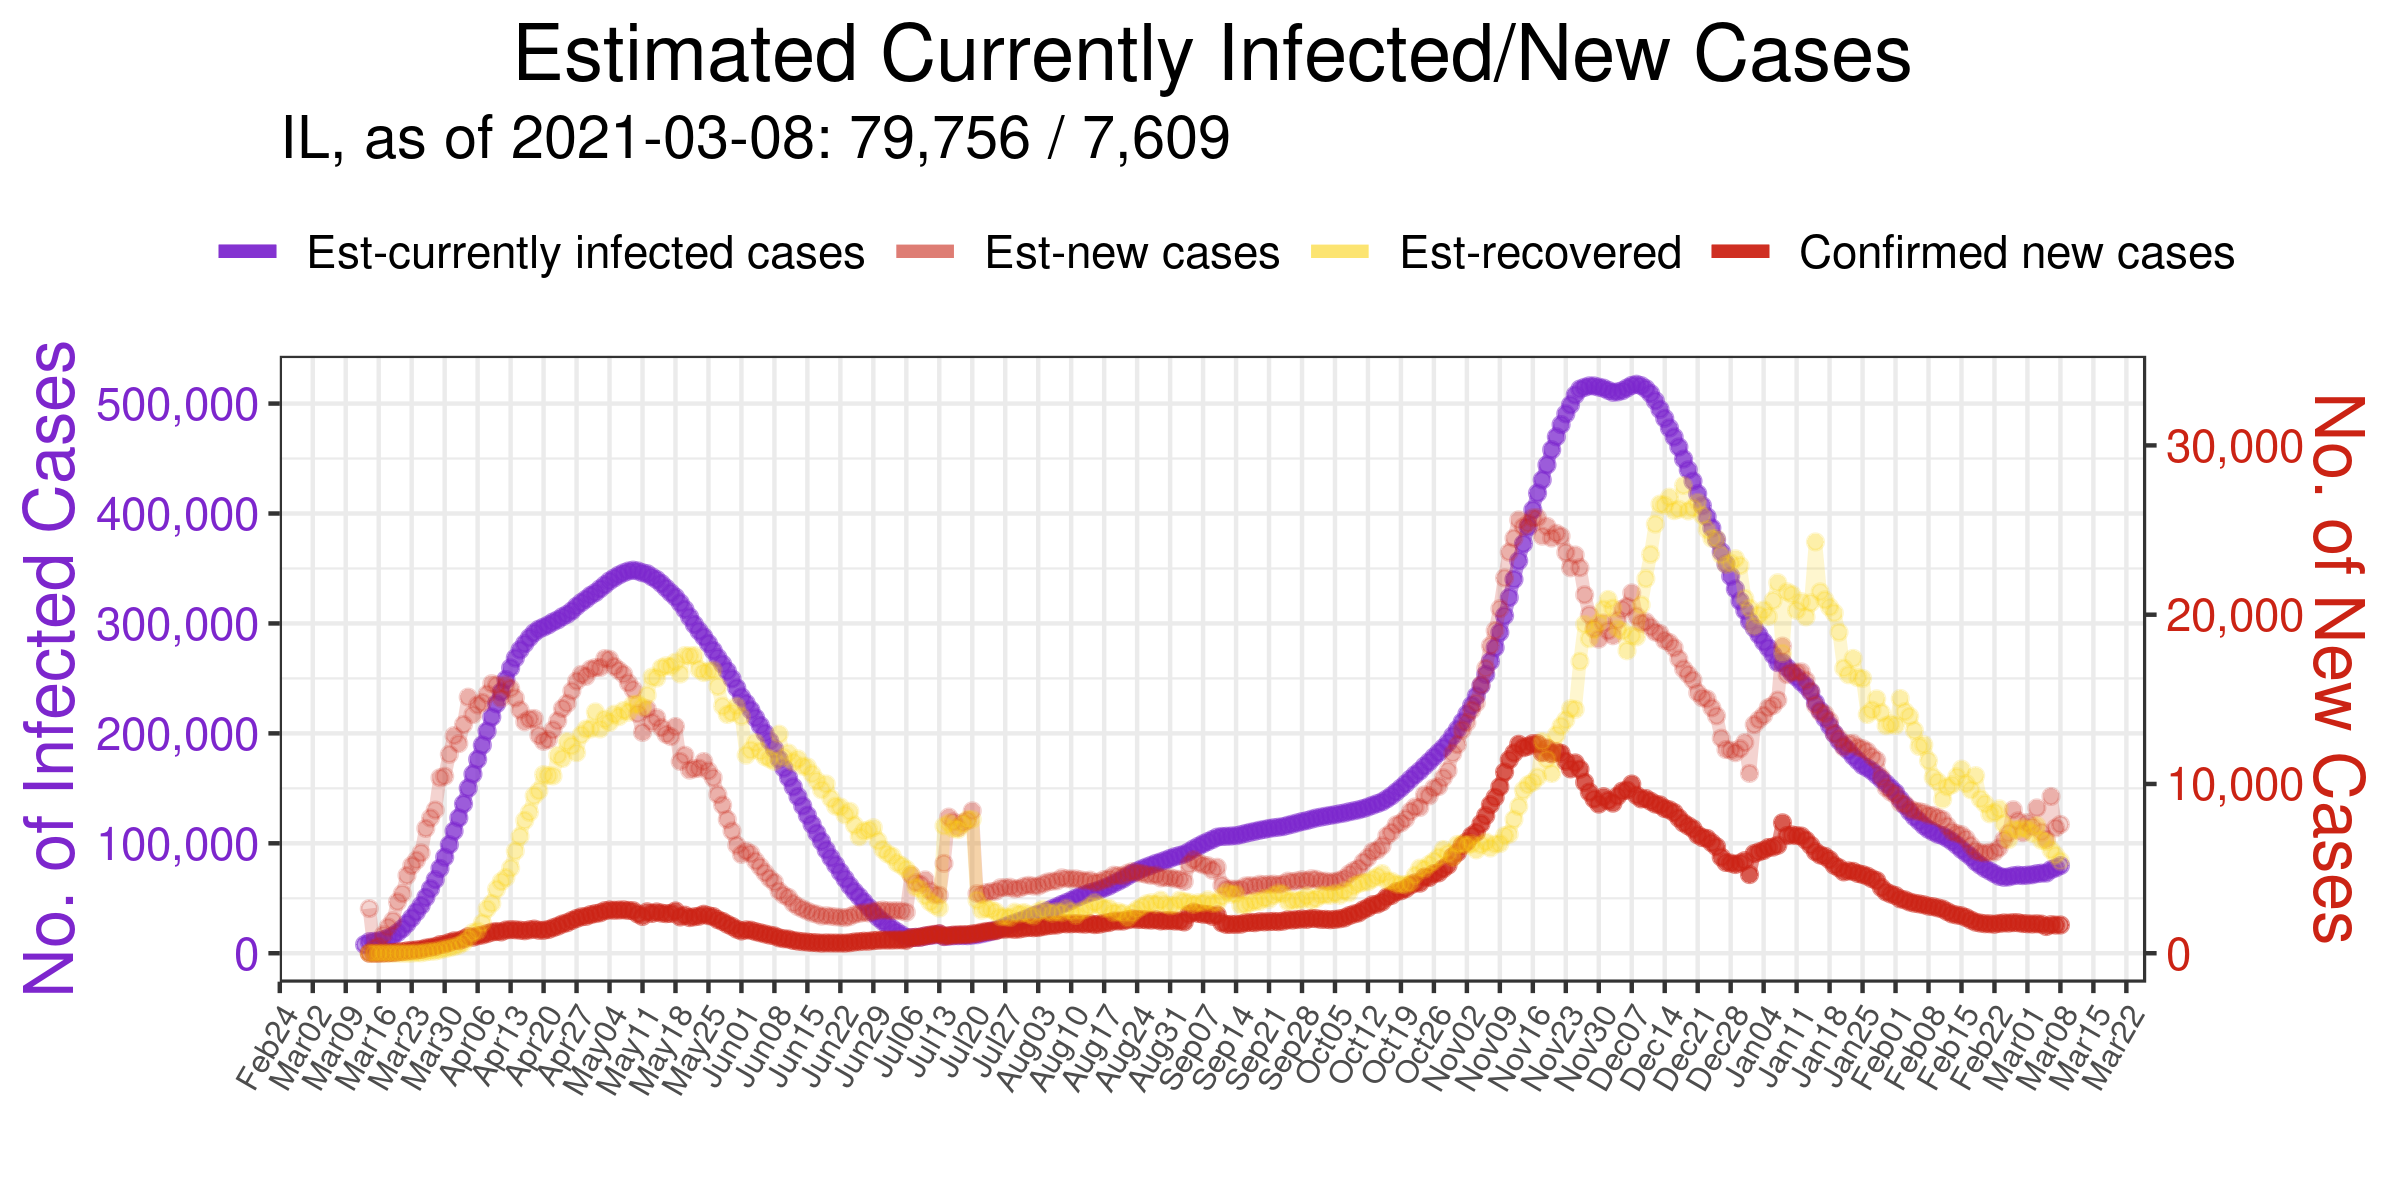 Estimated Currently Infected/New Cases
IL, as of 2021-03-08: 79,756 / 7,609
Est-currently infected cases
Est-new cases
Est-recovered
Confirmed new cases
No. of Infected Cases
500,000
400,000
300,000
200,000
100,000
0
30,000
20,000
10,000
0
No. of New Cases
Feb24
Mar02
Mar09
Mar16
Mar23
Mar30
Apr06
Apr13
Apr20
Apr27
May04
May11
May18
May25
Jun01
Jun08
Jun15
Jun22
Jun29
Jul06
Jul13
Jul20
Jul27
Aug03
Aug10
Aug17
Aug24
Aug31
Sep07
Sep14
Sep21
Sep28
Oct05
Oct12
Oct19
Oct26
Nov02
Nov09
Nov16
Nov23
Nov30
Dec07
Dec14
Dec21
Dec28
Jan04
Jan11
Jan18
Jan25
Feb01
Feb08
Feb15
Feb22
Mar01
Mar08
Mar15
Mar22